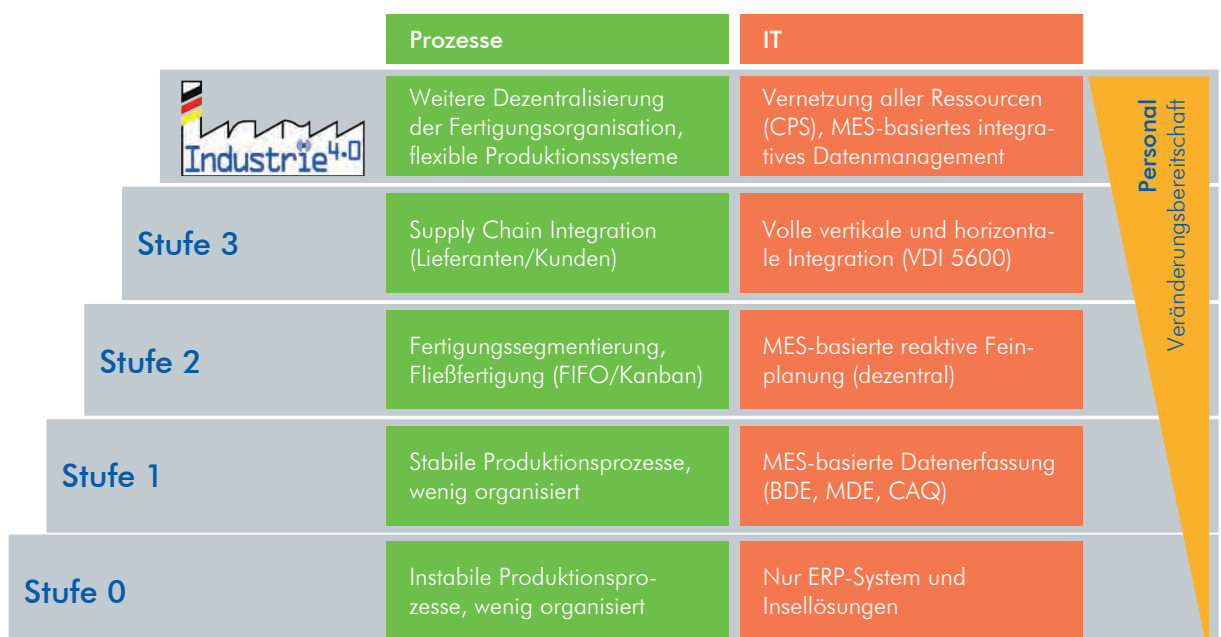 Prozesse
IT
Industrie 4.0
Weitere Dezentralisierung
der Fertigungsorganisation,
flexible Produktionssysteme
Vernetzung aller Ressourcen
(CPS), MES-basiertes integra-
tives Datenmanagement
Personal
Veränderungsbereitschaft
Stufe 3
Supply Chain Integration
(Lieferanten/Kunden)
Volle vertikale und horizonta-
le Integration (VDI 5600)
Stufe 2
Fertigungssegmentierung,
Fließfertigung (FIFO/Kanban)
MES-basierte reaktive Fein-
planung (dezentral)
Stufe 1
Stabile Produktionsprozesse,
wenig organisiert
MES-basierte Datenerfassung
(BDE, MDE, CAQ)
Stufe 0
Instabile Produktionspro-
zesse, wenig organisiert
Nur ERP-System und
Insellösungen